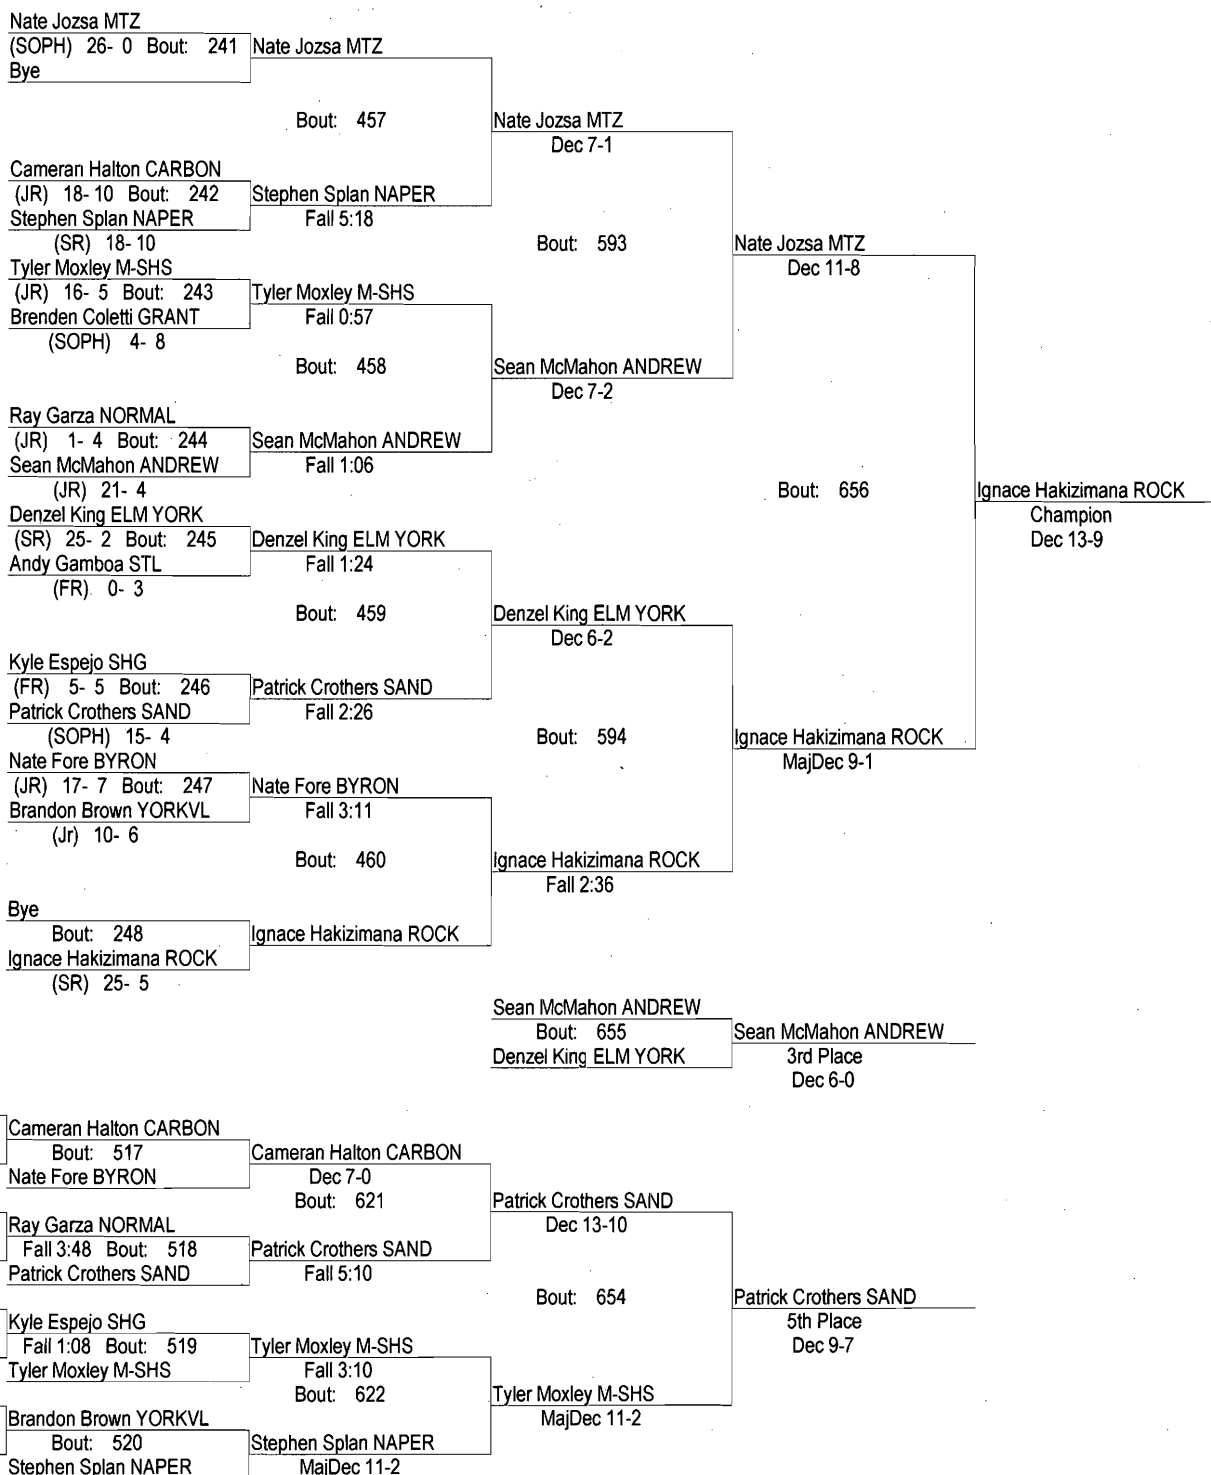 Nate Jozsa MTZ
(SOPH) 26- 0 Bout: 241 Nate Jozsa MTZ
Bye
Bout: 457 Nate Jozsa MTZ
Dec 7-1
Cameran Halton CARBON
(JR) 18- 10 Bout: 242 Stephen Splan NAPER
Stephen Splan NAPER Fall 5:18
(SR) 18- 10 Bout: 593 Nate Jozsa MTZ
Tyler Moxley M-SHS Dec 11-8
(JR) 16- 5 Bout: 243 Tyler Moxley M-SHS
Brenden Coletti GRANT Fall 0:57
(SOPH) 4- 8
Bout: 458 Sean McMahon ANDREW
Dec 7-2
Ray Garza NORMAL
(JR) 1- 4 Bout: 244 Sean McMahon ANDREW
Sean McMahon ANDREW Fall 1:06
(JR) 21- 4 Bout: 656 Ignace Hakizimana ROCK
Denzel King ELM YORK Champion
(SR) 25- 2 Bout: 245 Denzel King ELM YORK Dec 13-9
Andy Gamboa STL Fall 1:24
(FR) 0- 3
Bout: 459 Denzel King ELM YORK
Dec 6-2
Kyle Espejo SHG
(FR) 5- 5 Bout: 246 Patrick Crothers SAND
Patrick Crothers SAND Fall 2:26
(SOPH) 15- 4 Bout: 594 Ignace Hakizimana ROCK
Nate Fore BYRON MajDec 9-1
(JR) 17- 7 Bout: 247 Nate Fore BYRON
Brandon Brown YORKVL Fall 3:11
(Jr) 10- 6
Bout: 460 Ignace Hakizimana ROCK
Fall 2:36
Bye
Bout: 248 Ignace Hakizimana ROCK
Ignace Hakizimana ROCK
(SR) 25- 5
Sean McMahon ANDREW
Bout: 655 Sean McMahon ANDREW
Denzel King ELM YORK 3rd Place
Dec 6-0
Cameran Halton CARBON
Bout: 517 Cameran Halton CARBON
Nate Fore BYRON Dec 7-0
Bout: 621 Patrick Crothers SAND
Ray Garza NORMAL Dec 13-10
Fall 3:48 Bout: 518 Patrick Crothers SAND
Patrick Crothers SAND Fall 5:10
Bout: 654 Patrick Crothers SAND
Kyle Espejo SHG 5th Place
Fall 1:08 Bout: 519 Tyler Moxley M-SHS Dec 9-7
Tyler Moxley M-SHS Fall 3:10
Bout: 622 Tyler Moxley M-SHS
Brandon Brown YORKVL MajDec 11-2
Bout: 520 Stephen Splan NAPER
Stephen Splan NAPER MajDec 11-2